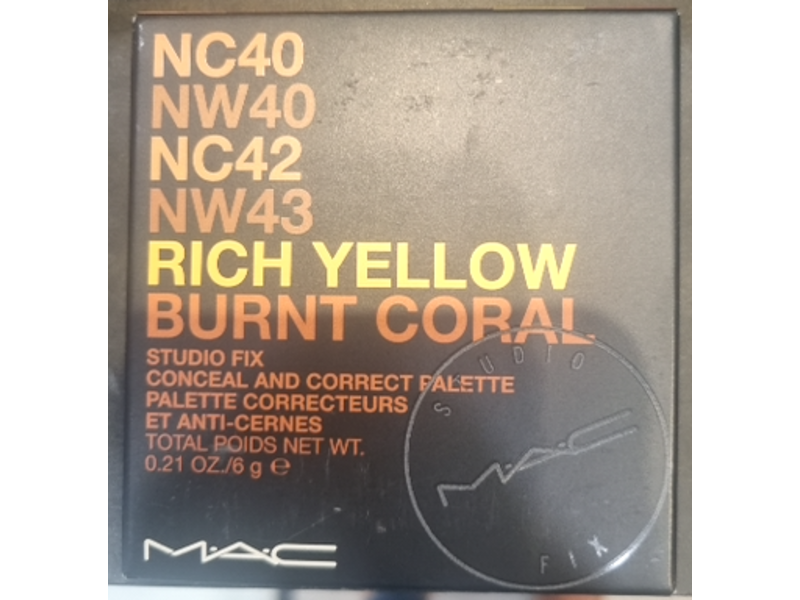 NC40
NW40
NC42
NW43
RICH YELLOW
BURNT CORAL
STUDIO FIX
CONCEAL AND CORRECT PALETTE
PALETTE CORRECTEURS
ET ANTI-CERNES
TOTAL POIDS NET WT.
0.21 OZ./6 g ℮
STUDIO
MAC
FIX
M·A·C